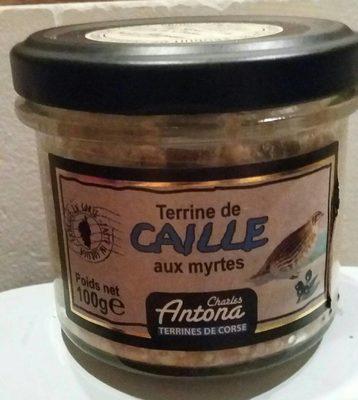 Terrine de
CAILLE
aux myrtes
Poids net
100g℮
Charles
Antona
TERRINES DE CORSE